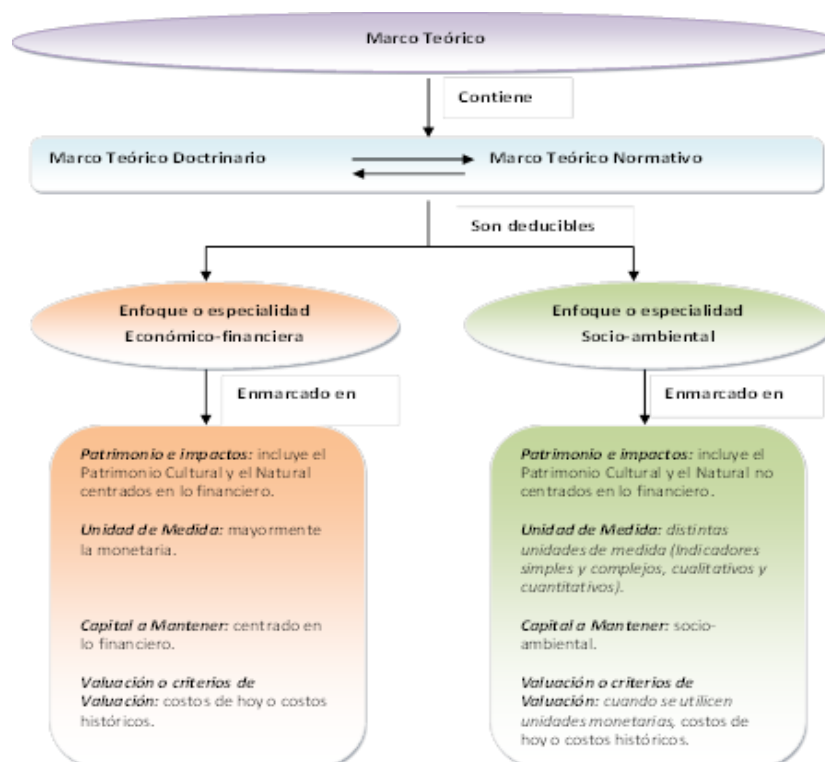 Marco Teórico
Contiene
Marco Teórico Doctrinario
Marco Teórico Normativo
Son deducibles
Enfoque o especialidad
Económico-financiera
Enfoque o especialidad
Socio-ambiental
Enmarcado en
Enmarcado en
Patrimonio e impactos: incluye el
Patrimonio Cultural y el Natural
centrados en lo financiero.
Unidad de Medida: mayormente
la monetaria.
Capital a Mantener: centrado en
lo financiero.
Valuación o criterios de
Valuación: costos de hoy o costos
históricos.
Patrimonio e impactos: incluye el
Patrimonio Cultural y el Natural no
centrados en lo financiero.
Unidad de Medida: distintas
unidades de medida (Indicadores
simples y complejos, cualitativos y
cuantitativos).
Capital a Mantener: socio-
ambiental.
Valuación o criterios de
Valuación: cuando se utilicen
unidades monetarias, costos de
hoy o costos históricos.